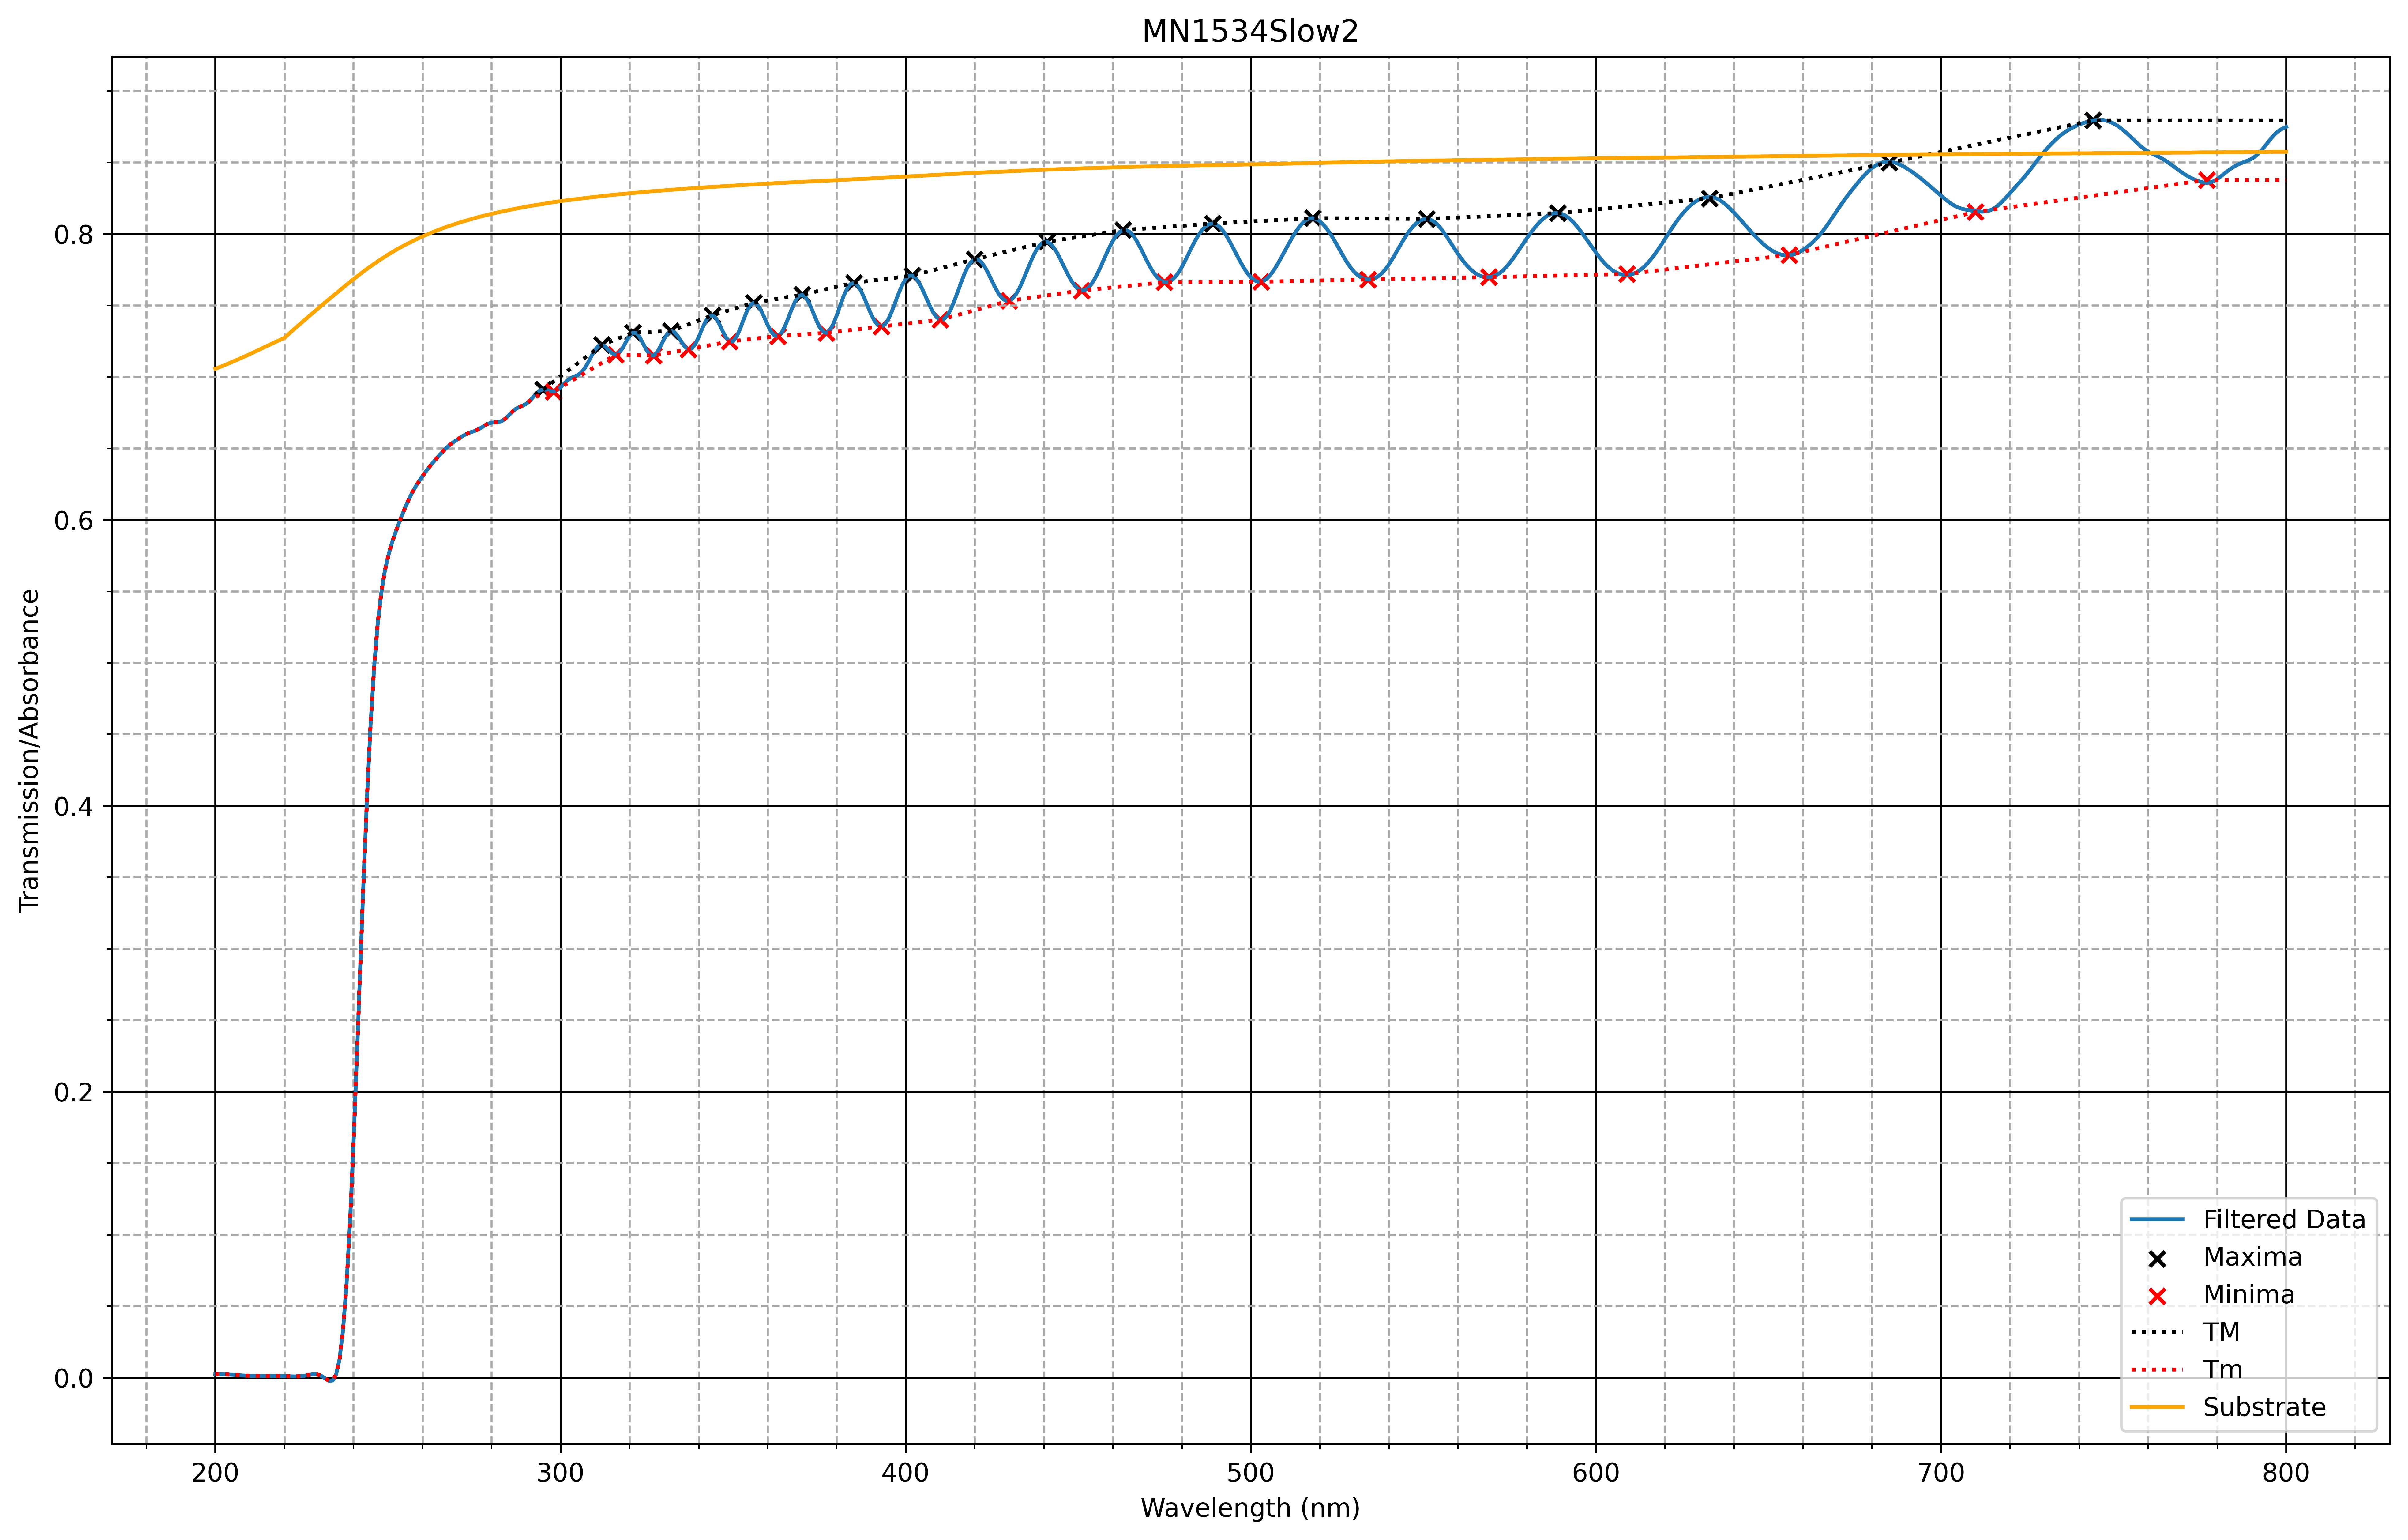 MN1534Slow2
Transmission/Absorbance
0.8
0.6
0.4
0.2
0.0
200
300
400
500
600
700
800
Wavelength (nm)
Filtered Data
Maxima
Minima
TM
Tm
Substrate